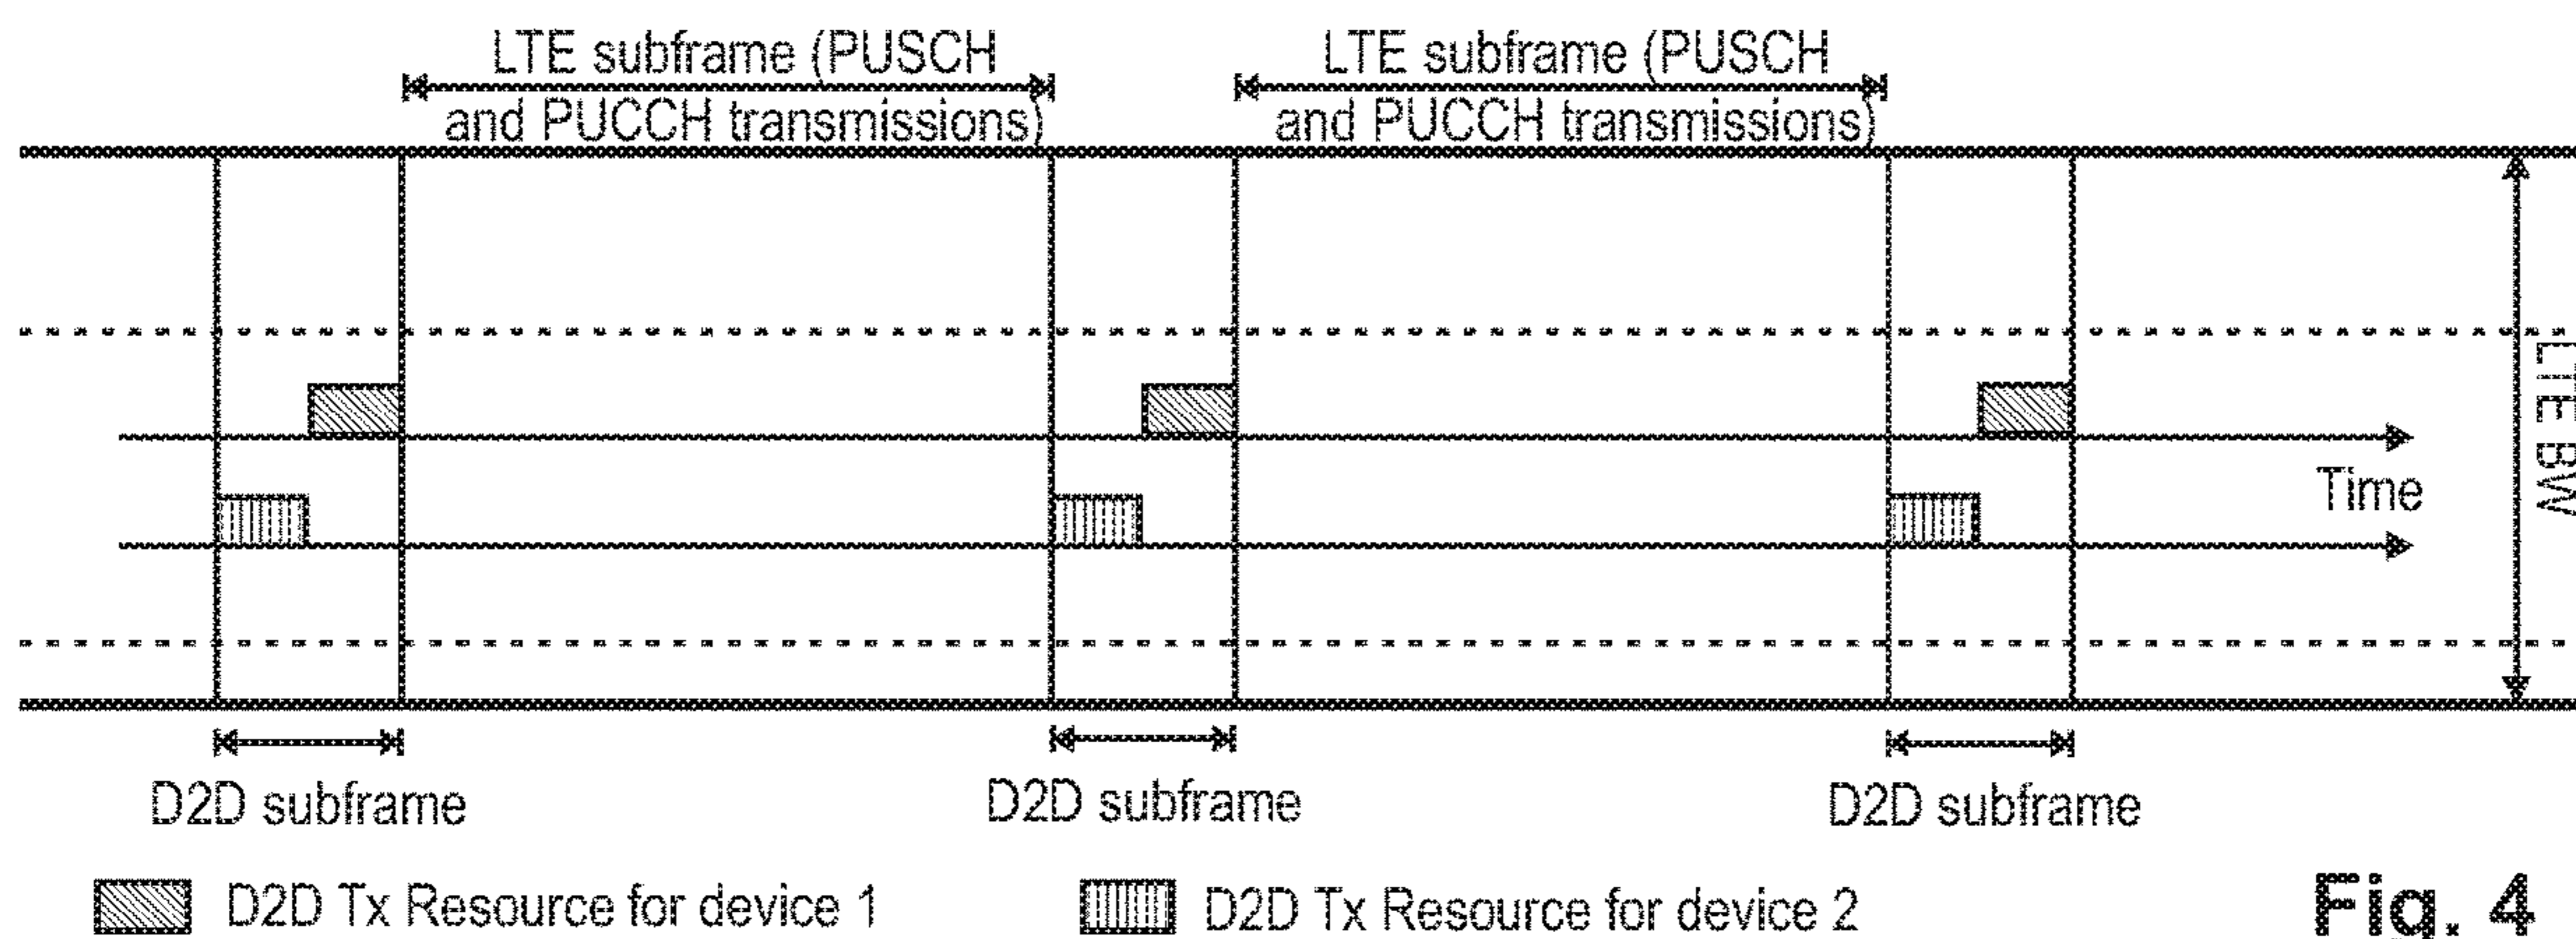 LTE subframe (PUSCH
and PUCCH transmissions)
LTE subframe (PUSCH
and PUCCH transmissions)
Time
LTE BW
D2D subframe
D2D subframe
D2D subframe
D2D Tx Resource for device 1
D2D Tx Resource for device 2
Fig. 4